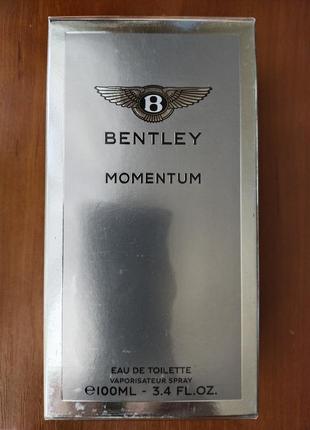 B
BENTLEY
MOMENTUM
EAU DE TOILETTE
VAPORISATEUR SPRAY
℮100ML - 3.4 FL.OZ.